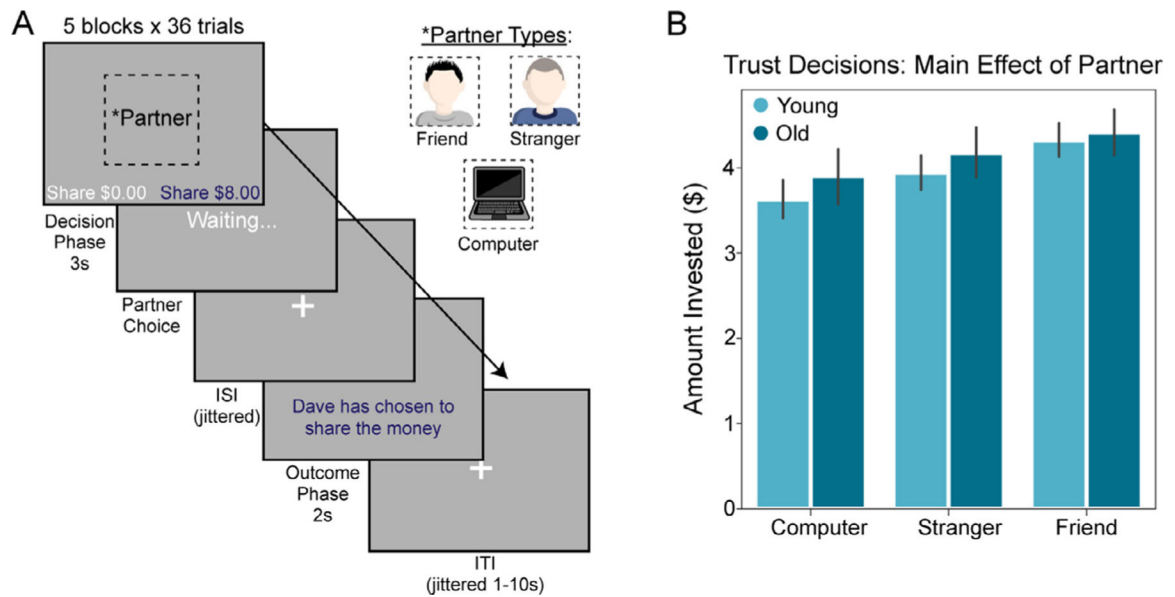 A
5 blocks x 36 trials
*Partner
Share $0.00 Share $8.00
Decision
Phase
3s
Waiting...
Partner
Choice
ISI
(jittered)
Dave has chosen to
share the money
Outcome
Phase
2s
ITI
(jittered 1-10s)
*Partner Types:
Friend
Stranger
Computer
B
Trust Decisions: Main Effect of Partner
Young
Old
Amount Invested ($)
4
3
2
1
0
Computer
Stranger
Friend